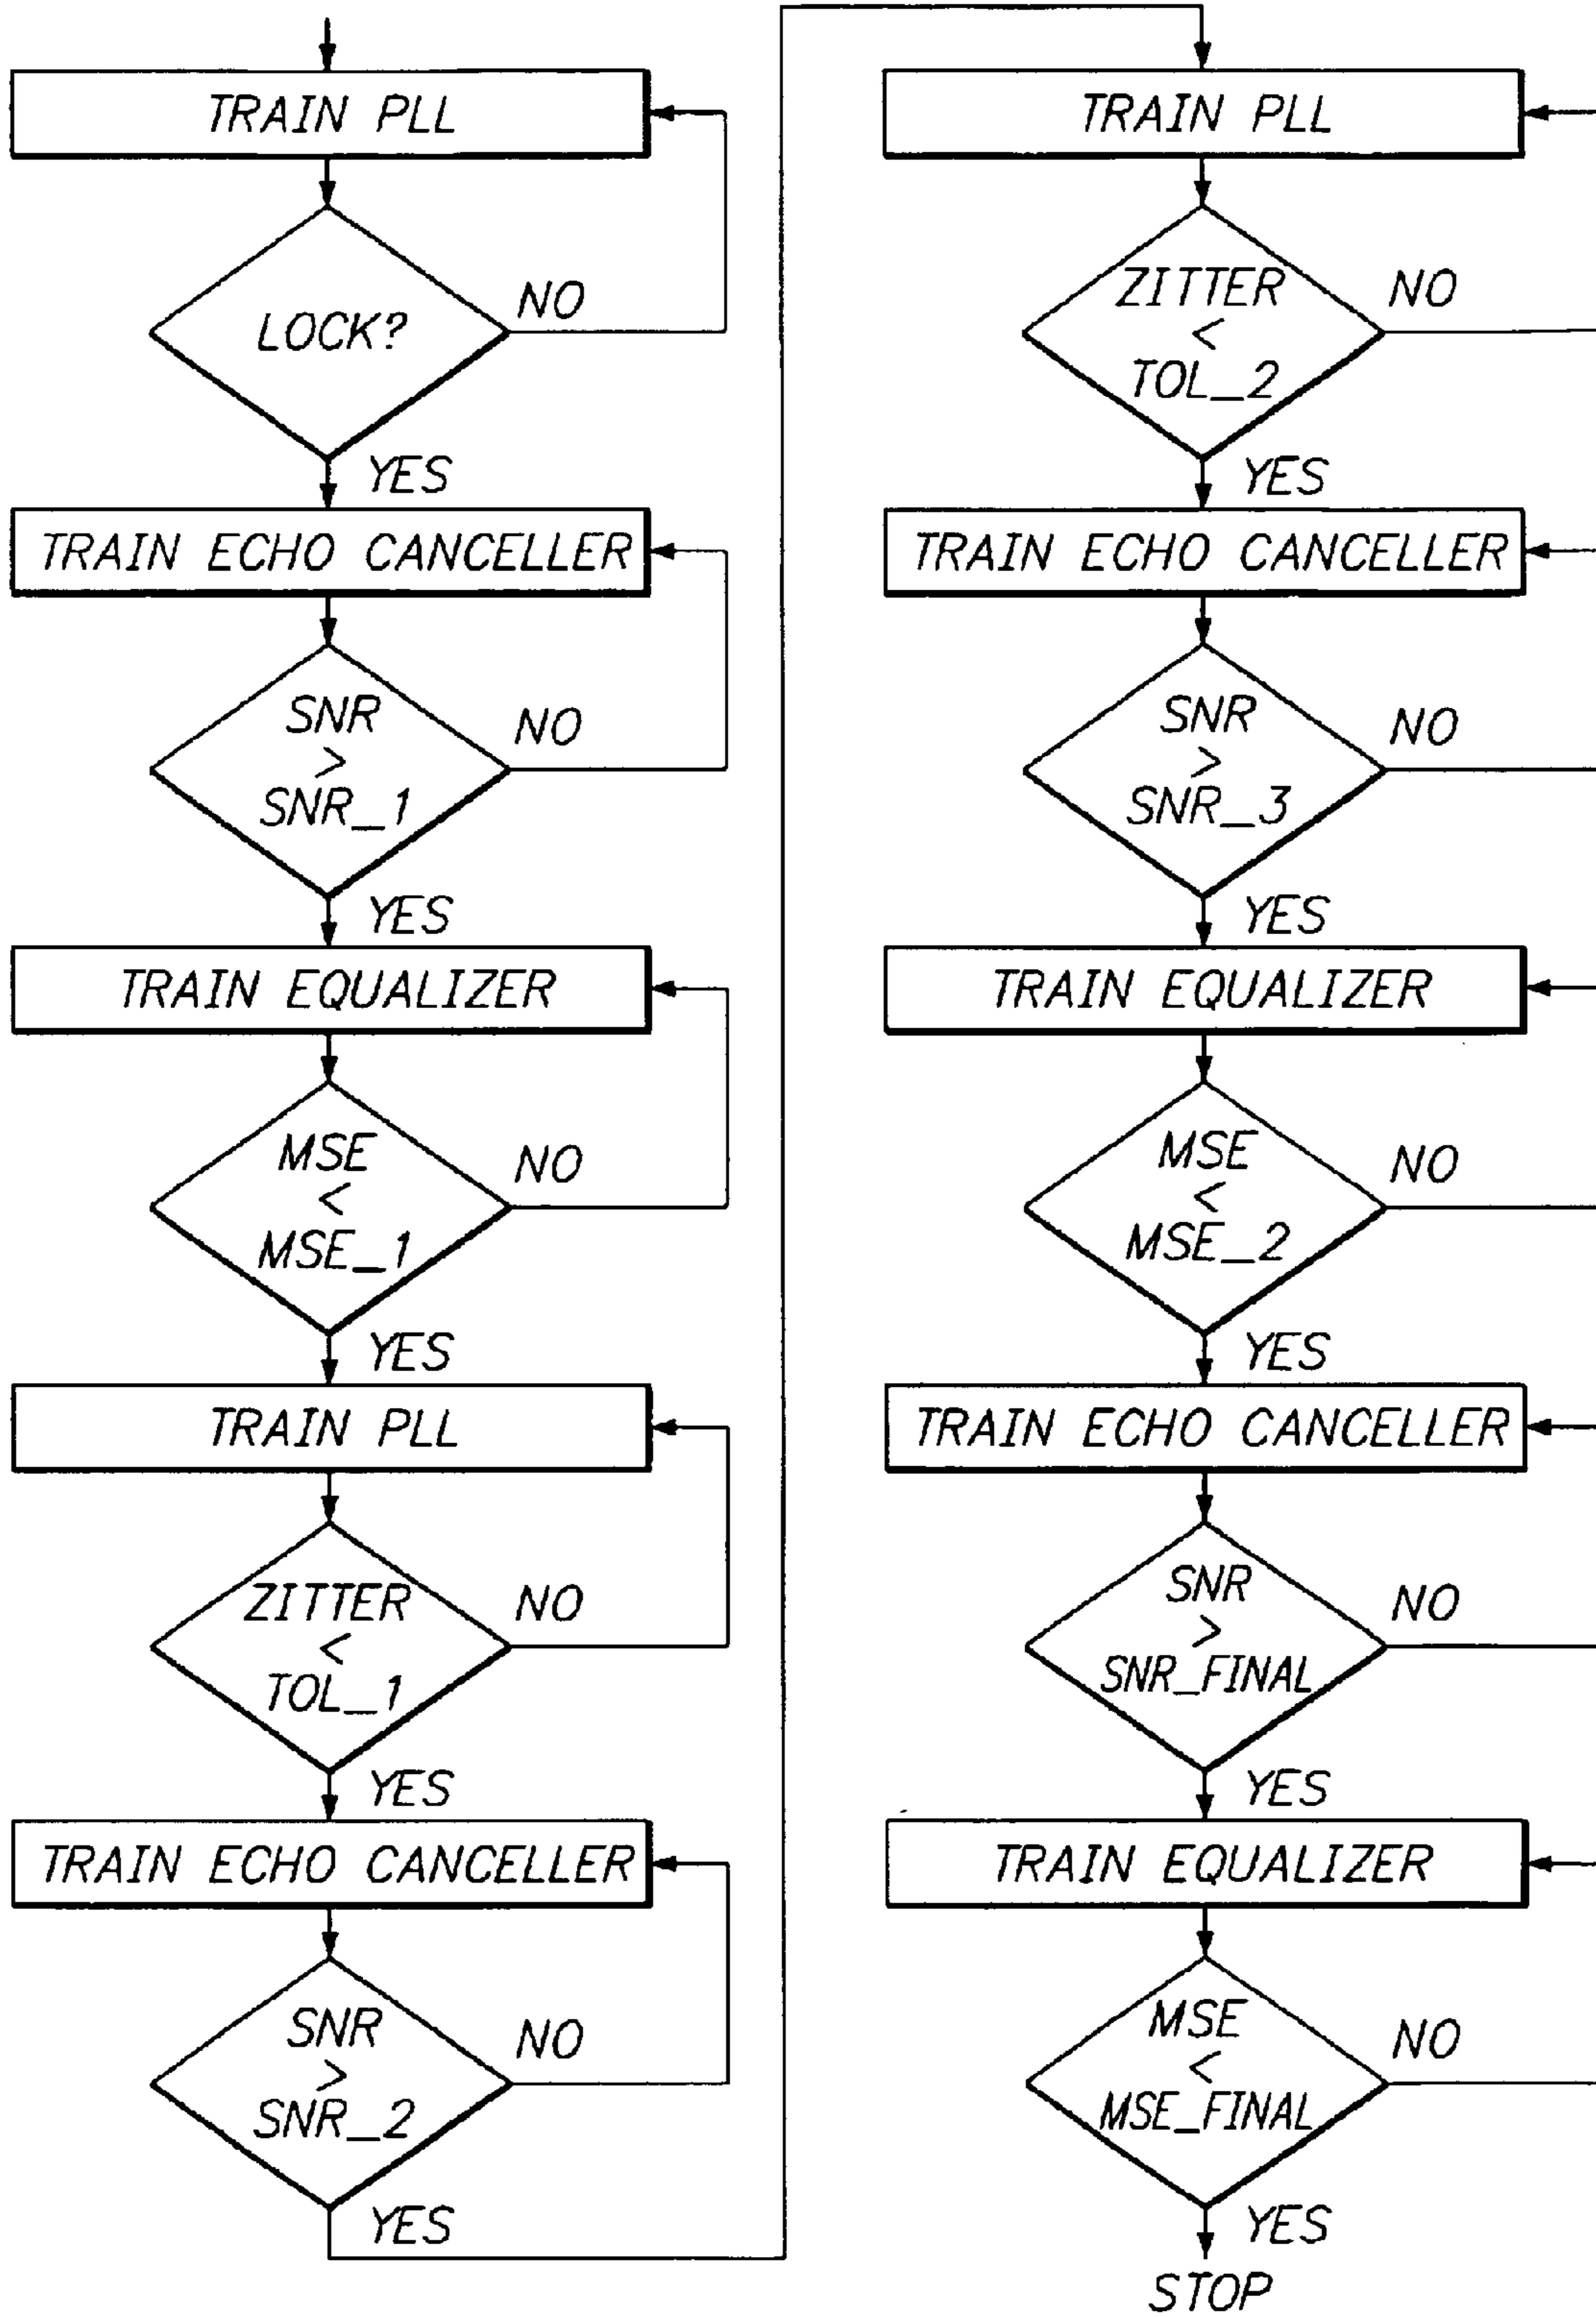 TRAIN PLL
LOCK?
NO
YES
TRAIN ECHO CANCELLER
SNR
>
SNR_1
NO
YES
TRAIN EQUALIZER
MSE
<
MSE_1
NO
YES
TRAIN PLL
ZITTER
<
TOL_1
NO
YES
TRAIN ECHO CANCELLER
SNR
>
SNR_2
NO
YES
TRAIN PLL
ZITTER
<
TOL_2
NO
YES
TRAIN ECHO CANCELLER
SNR
>
SNR_3
NO
YES
TRAIN EQUALIZER
MSE
<
MSE_2
NO
YES
TRAIN ECHO CANCELLER
SNR
>
SNR_FINAL
NO
YES
TRAIN EQUALIZER
MSE
<
MSE_FINAL
NO
YES
STOP